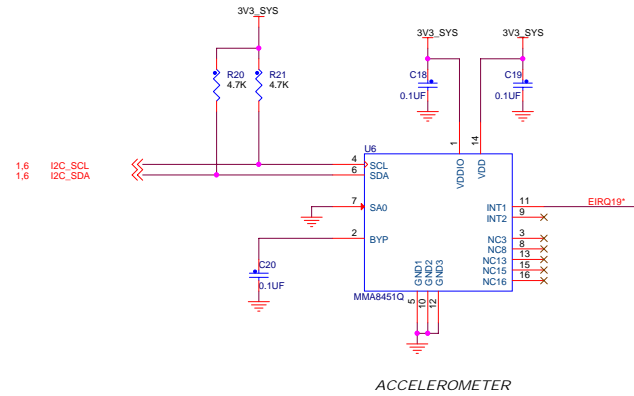 3V3_SYS
3V3_SYS
3V3_SYS
R20
4.7K
R21
4.7K
C18
0.1UF
C19
0.1UF
1
14
U6
1,6 I2C_SCL
1,6 I2C_SDA
4
SCL
6
SDA
VDDIO
VDD
7
SA0
INT1
11
EIRQ19*
INT2
9
2
BYP
NC3
3
NC8
8
NC13
13
NC15
15
NC16
16
C20
0.1UF
GND1
GND2
GND3
MMA8451Q
5
10
12
ACCELEROMETER